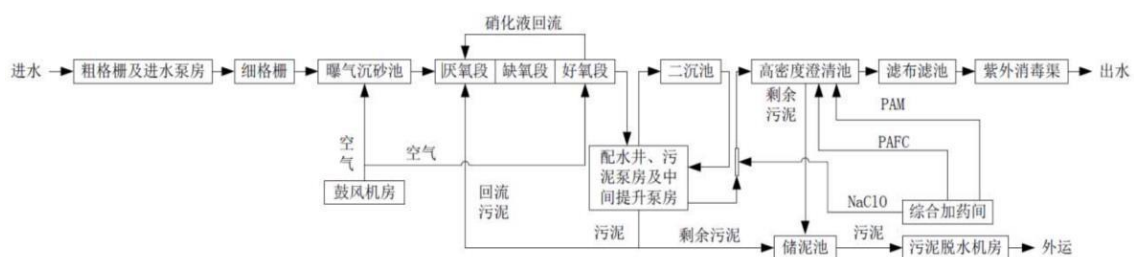 硝化液回流
进水
粗格栅及进水泵房
细格栅
曝气沉砂池
厌氧段
缺氧段
好氧段
二沉池
高密度澄清池
滤布滤池
紫外消毒渠
出水
剩余
污泥
PAM
PAFC
空气
空气
配水井、污
泥泵房及中
间提升泵房
鼓风机房
回流
污泥
NaClO
综合加药间
污泥
剩余污泥
储泥池
污泥
污泥脱水机房
外运